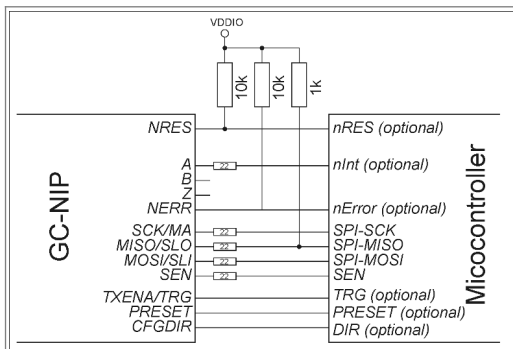 VDDIO
10k
10k
1k
NRES
nRES (optional)
A
22
nInt (optional)
B
Z
NERR
nError (optional)
SCK/MA
22
SPI-SCK
MISO/SLO
22
SPI-MISO
MOSI/SLI
22
SPI-MOSI
SEN
22
SEN
TXENA/TRG
TRG (optional)
PRESET
PRESET (optional)
CFGDIR
DIR (optional)
GC-NIP
Micocontroller